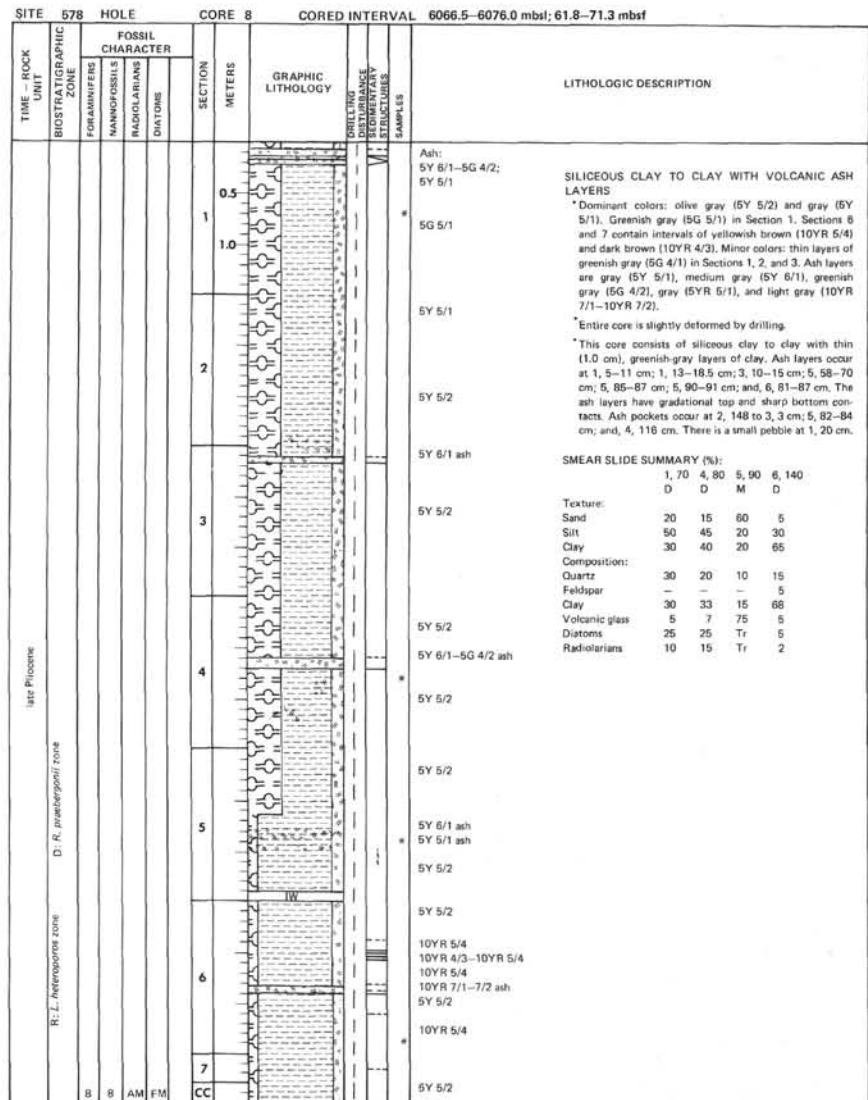 SITE 578 HOLE CORE 8 CORED INTERVAL 6066.5–6076.0 mbsl; 61.8–71.3 mbsf
TIME – ROCK UNIT
BIOSTRATIGRAPHIC ZONE
FOSSIL CHARACTER
FORAMINIFERS
NANNOFOSSILS
RADIOLARIANS
DIATOMS
SECTION
METERS
GRAPHIC LITHOLOGY
DRILLING DISTURBANCE
SEDIMENTARY STRUCTURES
SAMPLES
LITHOLOGIC DESCRIPTION
late Pliocene
D: R. praebergonii zone
R: L. heteroporos zone
B B AM FM
1
0.5
1.0
2
3
4
5
IW
6
7
CC
*
*
*
*
Ash:
5Y 6/1–5G 4/2;
5Y 5/1
5G 5/1
5Y 5/1
5Y 5/2
5Y 6/1 ash
5Y 5/2
5Y 5/2
5Y 6/1–5G 4/2 ash
5Y 5/2
5Y 5/2
5Y 6/1 ash
5Y 5/1 ash
5Y 5/2
5Y 5/2
10YR 5/4
10YR 4/3–10YR 5/4
10YR 5/4
10YR 7/1–7/2 ash
5Y 5/2
10YR 5/4
5Y 5/2
SILICEOUS CLAY TO CLAY WITH VOLCANIC ASH
LAYERS
*Dominant colors: olive gray (5Y 5/2) and gray (5Y
5/1). Greenish gray (5G 5/1) in Section 1. Sections 6
and 7 contain intervals of yellowish brown (10YR 5/4)
and dark brown (10YR 4/3). Minor colors: thin layers of
greenish gray (5G 4/1) in Sections 1, 2, and 3. Ash layers
are gray (5Y 5/1), medium gray (5Y 6/1), greenish
gray (5G 4/2), gray (5YR 5/1), and light gray (10YR
7/1–10YR 7/2).
*Entire core is slightly deformed by drilling.
*This core consists of siliceous clay to clay with thin
(1.0 cm), greenish-gray layers of clay. Ash layers occur
at 1, 5–11 cm; 1, 13–18.5 cm; 3, 10–15 cm; 5, 58–70
cm; 5, 85–87 cm; 5, 90–91 cm; and, 6, 81–87 cm. The
ash layers have gradational top and sharp bottom con-
tacts. Ash pockets occur at 2, 148 to 3, 3 cm; 5, 82–84
cm; and, 4, 116 cm. There is a small pebble at 1, 20 cm.
SMEAR SLIDE SUMMARY (%):
1, 70 4, 80 5, 90 6, 140
D D M D
Texture:
Sand 20 15 60 5
Silt 50 45 20 30
Clay 30 40 20 65
Composition:
Quartz 30 20 10 15
Feldspar – – – 5
Clay 30 33 15 68
Volcanic glass 5 7 75 5
Diatoms 25 25 Tr 5
Radiolarians 10 15 Tr 2